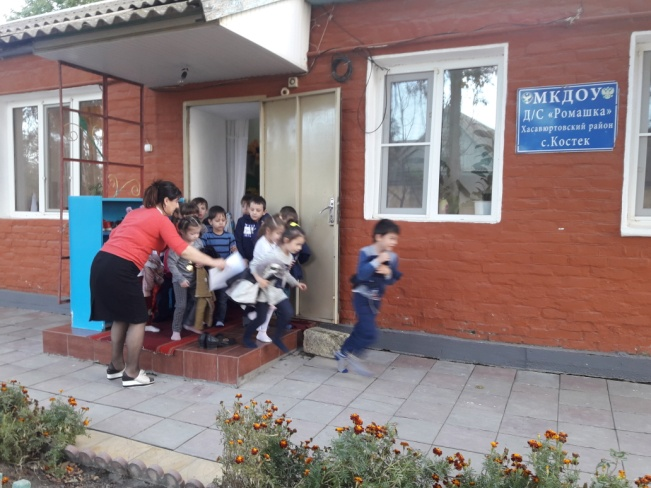 МКДОУ
Д/С «Ромашка»
Хасавюртовский район
с.Костек